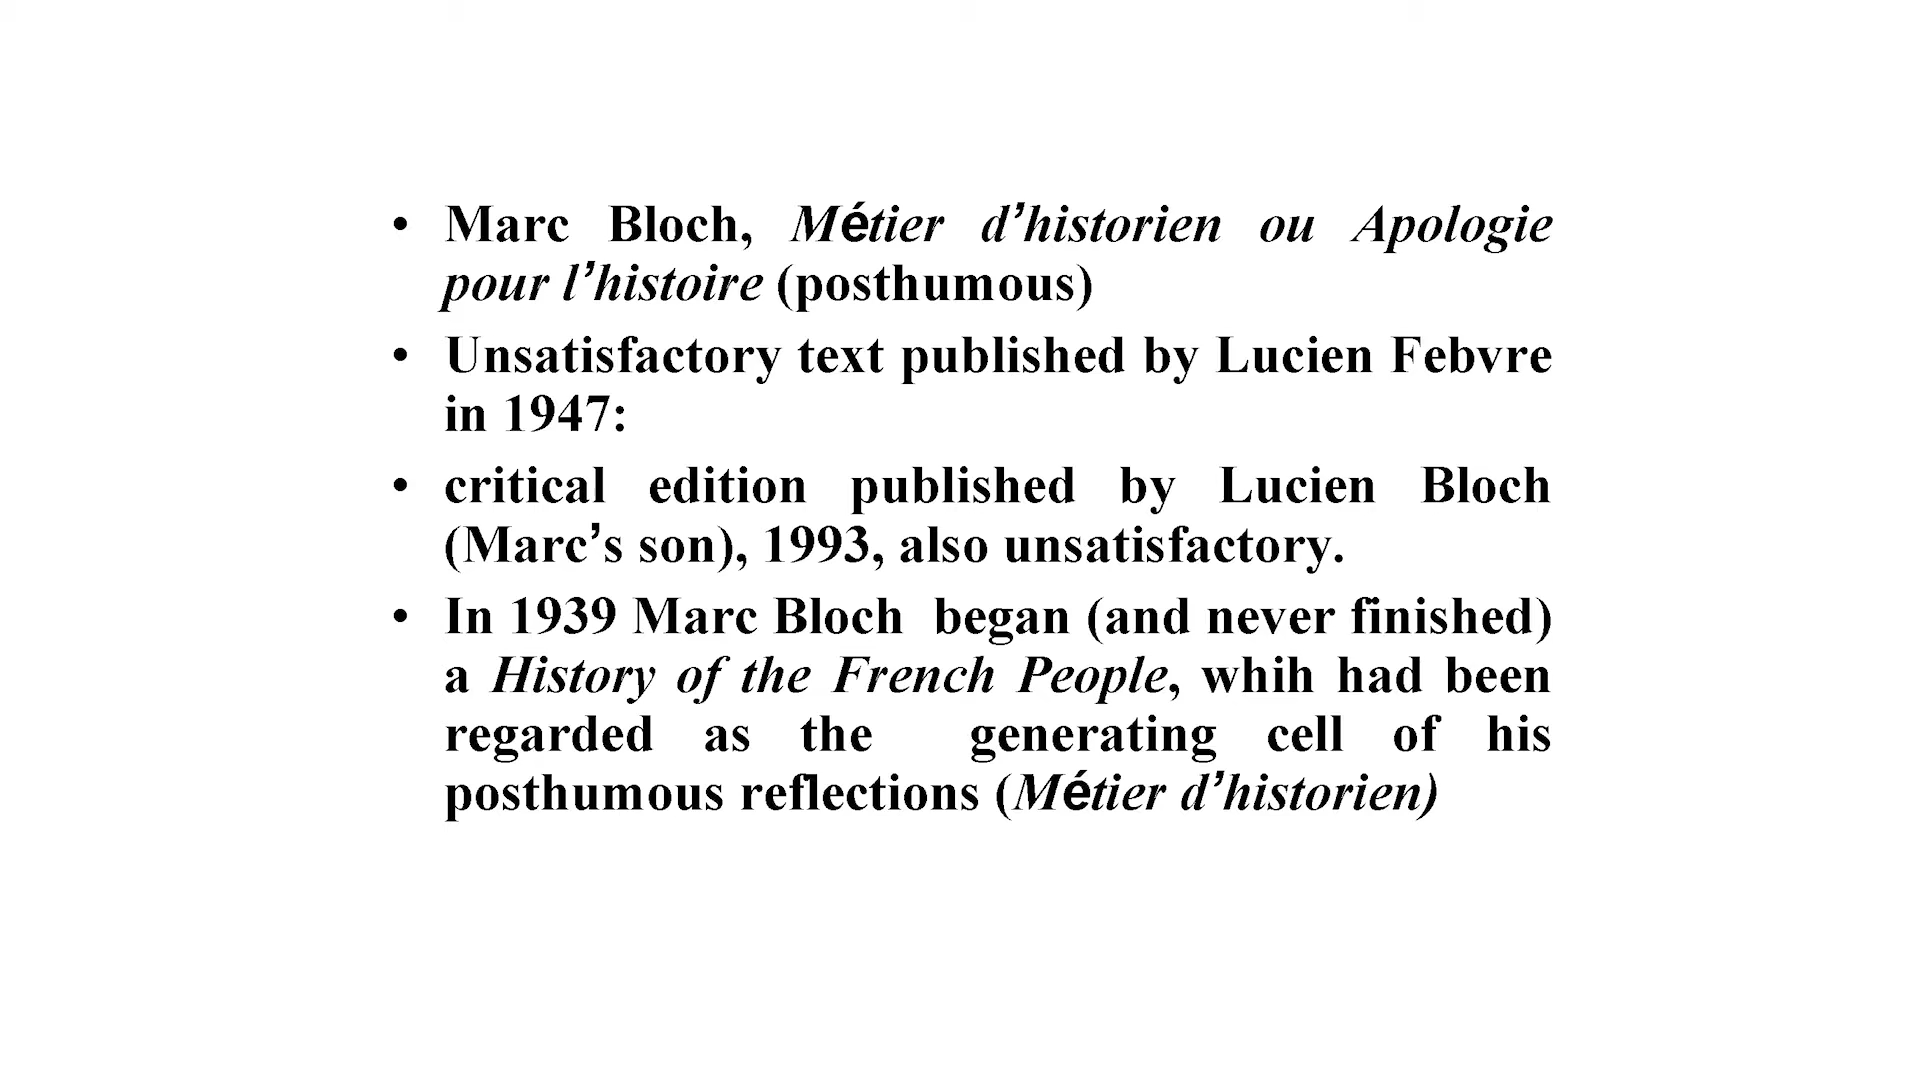 • Marc Bloch, Métier d’historien ou Apologie
pour l’histoire (posthumous)
• Unsatisfactory text published by Lucien Febvre
in 1947:
• critical edition published by Lucien Bloch
(Marc’s son), 1993, also unsatisfactory.
• In 1939 Marc Bloch  began (and never finished)
a History of the French People, whih had been
regarded as the  generating cell of his
posthumous reflections (Métier d’historien)